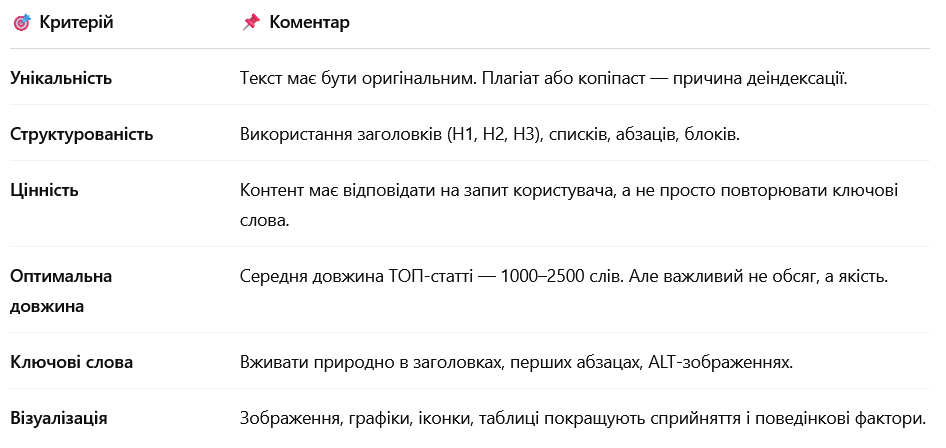 🎯 Критерій 📌 Коментар
Унікальність Текст має бути оригінальним. Плагіат або копіпаст — причина деіндексації.
Структурованість Використання заголовків (H1, H2, H3), списків, абзаців, блоків.
Цінність Контент має відповідати на запит користувача, а не просто повторювати ключові
слова.
Оптимальна Середня довжина ТОП-статті — 1000–2500 слів. Але важливий не обсяг, а якість.
довжина
Ключові слова Вживати природно в заголовках, перших абзацах, ALT-зображеннях.
Візуалізація Зображення, графіки, іконки, таблиці покращують сприйняття і поведінкові фактори.